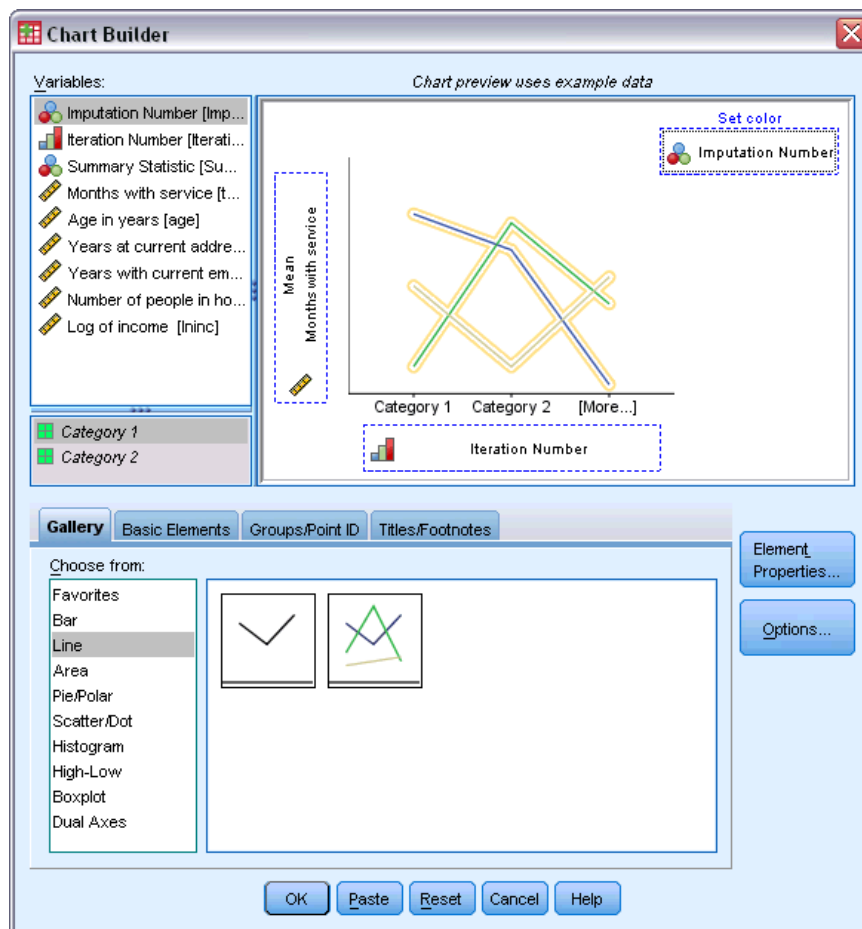 Chart Builder
Variables:
Chart preview uses example data
Imputation Number [Imp...
Iteration Number [Iterati...
Summary Statistic [Su...
Months with service [t...
Age in years [age]
Years at current addre...
Years with current em...
Number of people in ho...
Log of income [lninc]
Category 1
Category 2
Set color
Imputation Number
Mean
Months with service
Category 1 Category 2 [More...]
Iteration Number
Gallery Basic Elements Groups/Point ID Titles/Footnotes
Choose from:
Favorites
Bar
Line
Area
Pie/Polar
Scatter/Dot
Histogram
High-Low
Boxplot
Dual Axes
Element
Properties...
Options...
OK Paste Reset Cancel Help